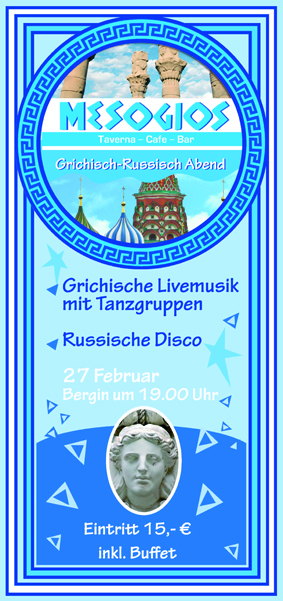 MESOGIOS
Taverna - Cafe - Bar
Grichisch-Russisch Abend
Grichische Livemusik
mit Tanzgruppen
Russische Disco
27 Februar
Bergin um 19.00 Uhr
Eintritt 15,- €
inkl. Buffet